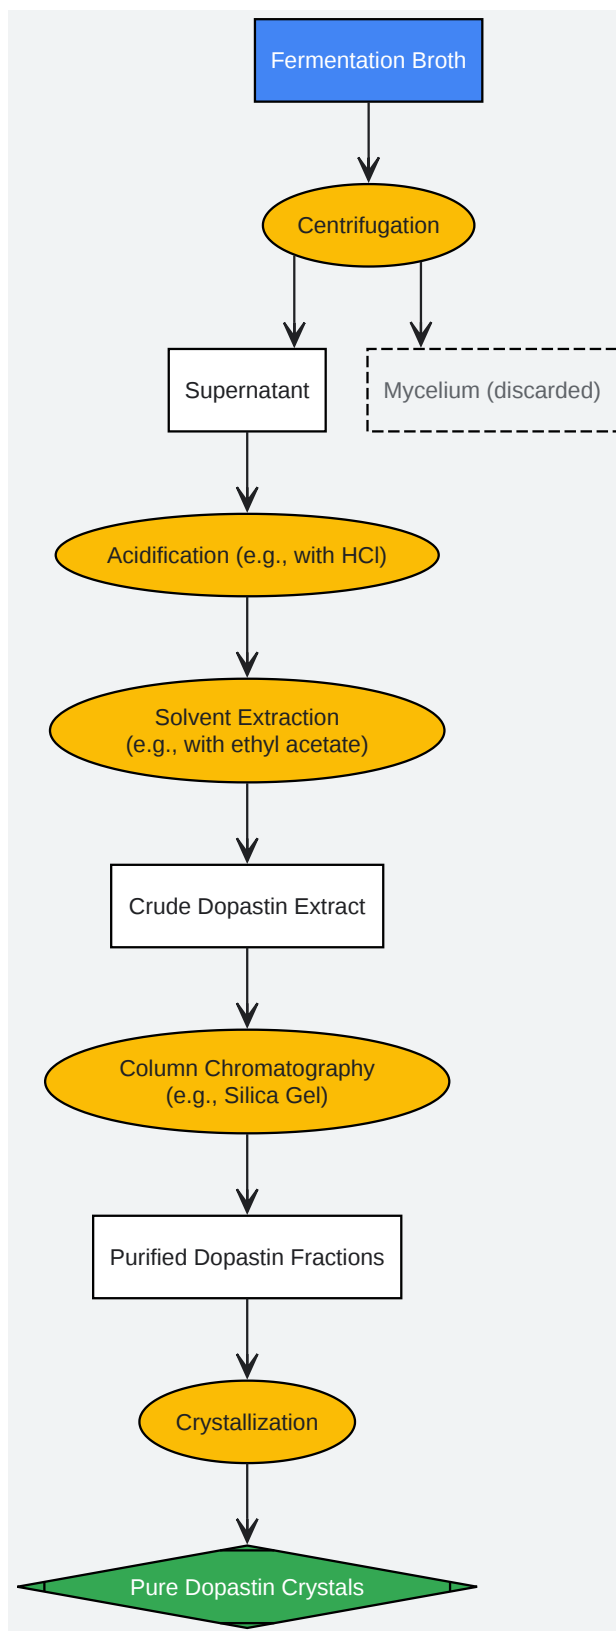 Fermentation Broth
Centrifugation
Supernatant
Mycelium (discarded)
Acidification (e.g., with HCl)
Solvent Extraction
(e.g., with ethyl acetate)
Crude Dopastin Extract
Column Chromatography
(e.g., Silica Gel)
Purified Dopastin Fractions
Crystallization
Pure Dopastin Crystals